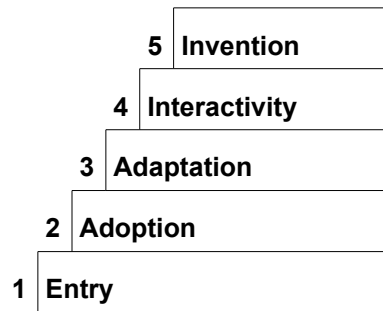 5 Invention
4 Interactivity
3 Adaptation
2 Adoption
1 Entry